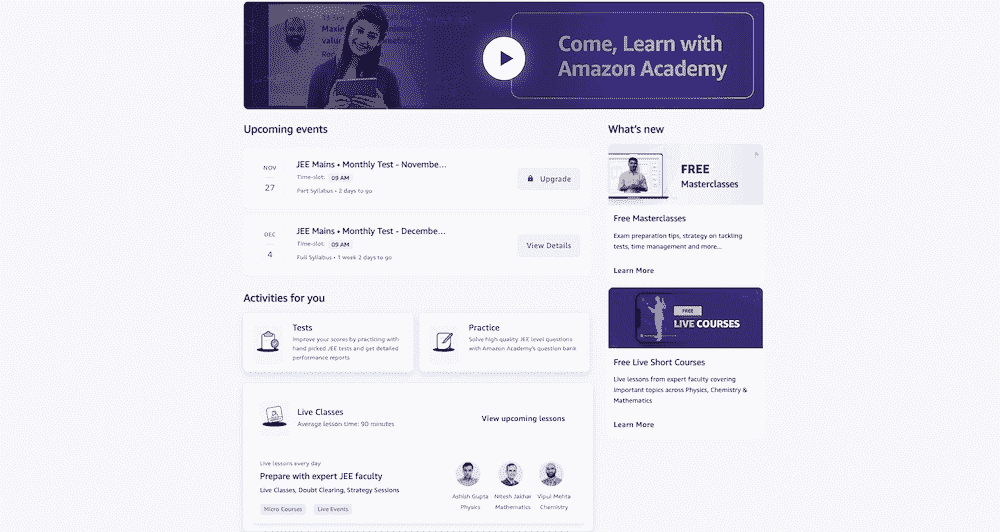 Come, Learn with
Amazon Academy
Upcoming events
NOV
27
JEE Mains • Monthly Test - Novembe...
Time-slot: 09 AM
Part Syllabus • 2 days to go
Upgrade
DEC
4
JEE Mains • Monthly Test - Decembe...
Time-slot: 09 AM
Full Syllabus • 1 week 2 days to go
View Details
Activities for you
Tests
Improve your scores by practicing with
hand picked JEE tests and get detailed
performance reports
Practice
Solve high quality JEE level questions
with Amazon Academy's question bank
Live Classes
Average lesson time: 90 minutes
View upcoming lessons
Live lessons every day
Prepare with expert JEE faculty
Live Classes, Doubt Clearing, Strategy Sessions
Micro Courses
Live Events
Ashish Gupta
Physics
Nitesh Jakhar
Mathematics
Vipul Mehta
Chemistry
What's new
FREE
Masterclasses
Free Masterclasses
Exam preparation tips, strategy on tackling
tests, time management and more...
Learn More
FREE
LIVE COURSES
Free Live Short Courses
Live lessons from expert faculty covering
important topics across Physics, Chemistry &
Mathematics
Learn More